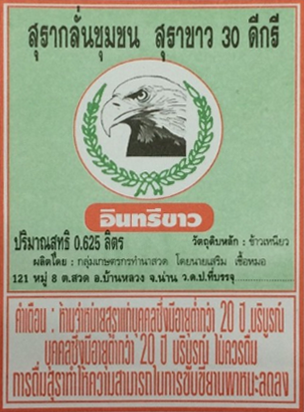 สุรากลั่นชุมชน สุราขาว 30 ดีกรี
อินทรีขาว
ปริมาณสุทธิ 0.625 ลิตร วัตถุดิบหลัก : ข้าวเหนียว
ผลิตโดย : กลุ่มเกษตรกรทำนาสวด โดยนายเสริม เชื้อหมอ
121 หมู่ 8 ต.สวด อ.บ้านหลวง จ.น่าน ว.ด.ป.ที่บรรจุ
คำเตือน : ห้ามจำหน่ายสุราแก่บุคคลซึ่งมีอายุต่ำกว่า 20 ปี บริบูรณ์
บุคคลซึ่งมีอายุต่ำกว่า 20 ปี บริบูรณ์ ไม่ควรดื่ม
การดื่มสุราทำให้ความสามารถในการขับขี่ยานพาหนะลดลง